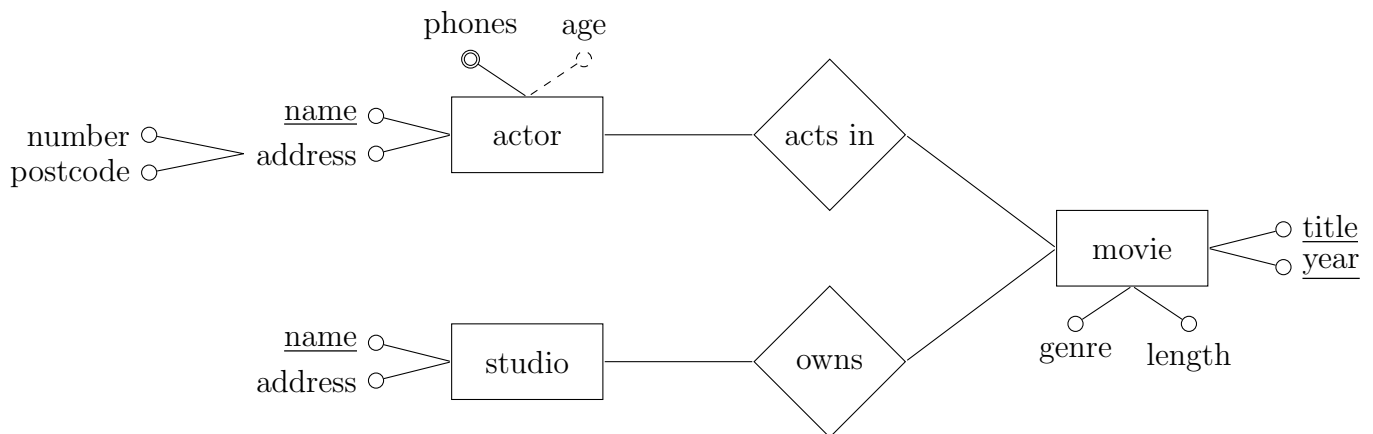 phones
age
name
number
address
actor
acts in
postcode
title
movie
year
name
genre
length
studio
owns
address